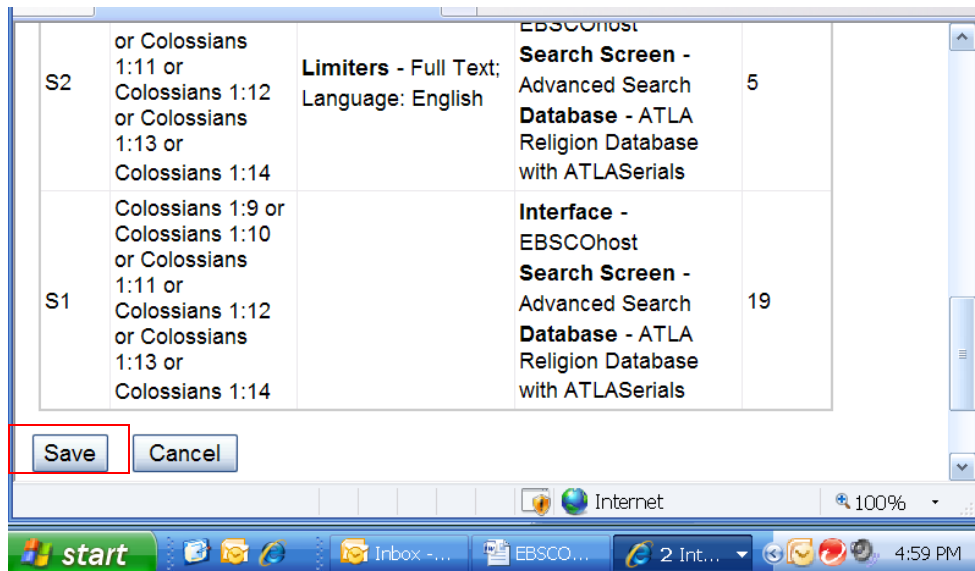 EBSCOhost
or Colossians
1:11 or
Colossians 1:12
or Colossians
1:13 or
Colossians 1:14
S2
Limiters - Full Text;
Language: English
Search Screen -
Advanced Search
Database - ATLA
Religion Database
with ATLASerials
5
S1
Colossians 1:9 or
Colossians 1:10
or Colossians
1:11 or
Colossians 1:12
or Colossians
1:13 or
Colossians 1:14
Interface -
EBSCOhost
Search Screen -
Advanced Search
Database - ATLA
Religion Database
with ATLASerials
19
Save Cancel
Internet 100%
start Inbox -... EBSCO... 2 Int... 4:59 PM